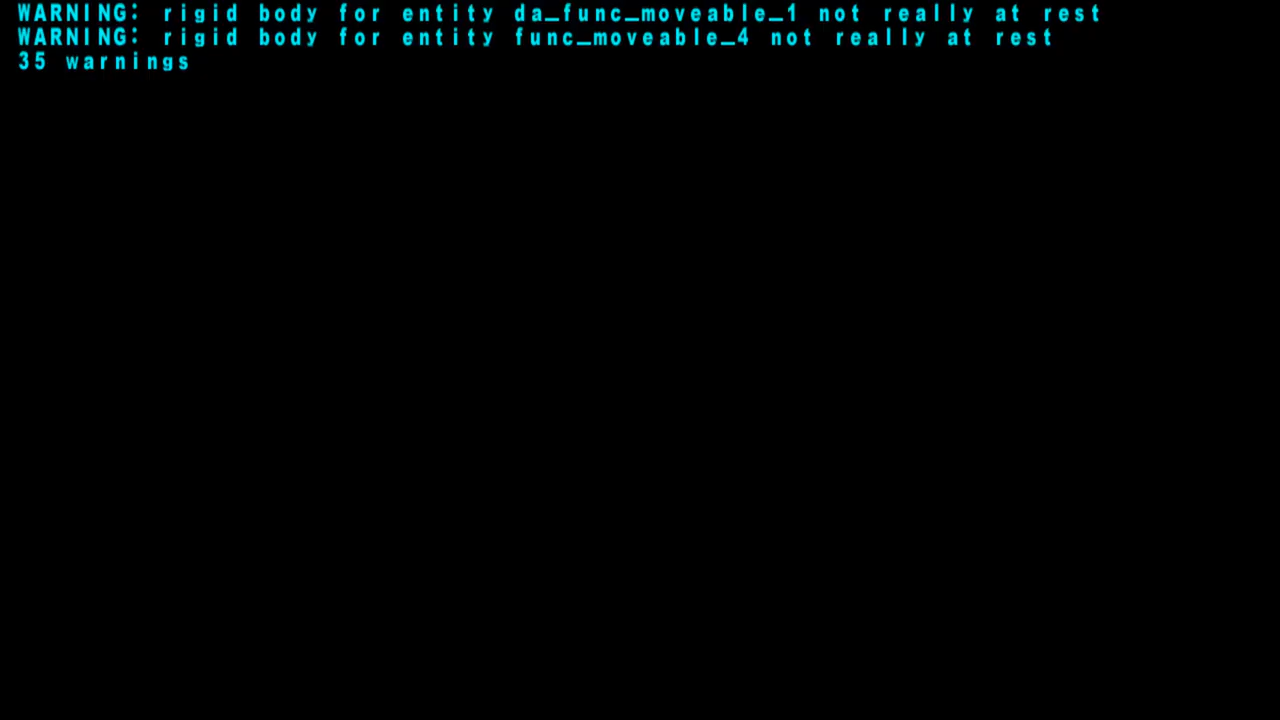 WARNING: rigid body for entity da_func_moveable_1 not really at rest
WARNING: rigid body for entity func_moveable_4 not really at rest
35 warnings